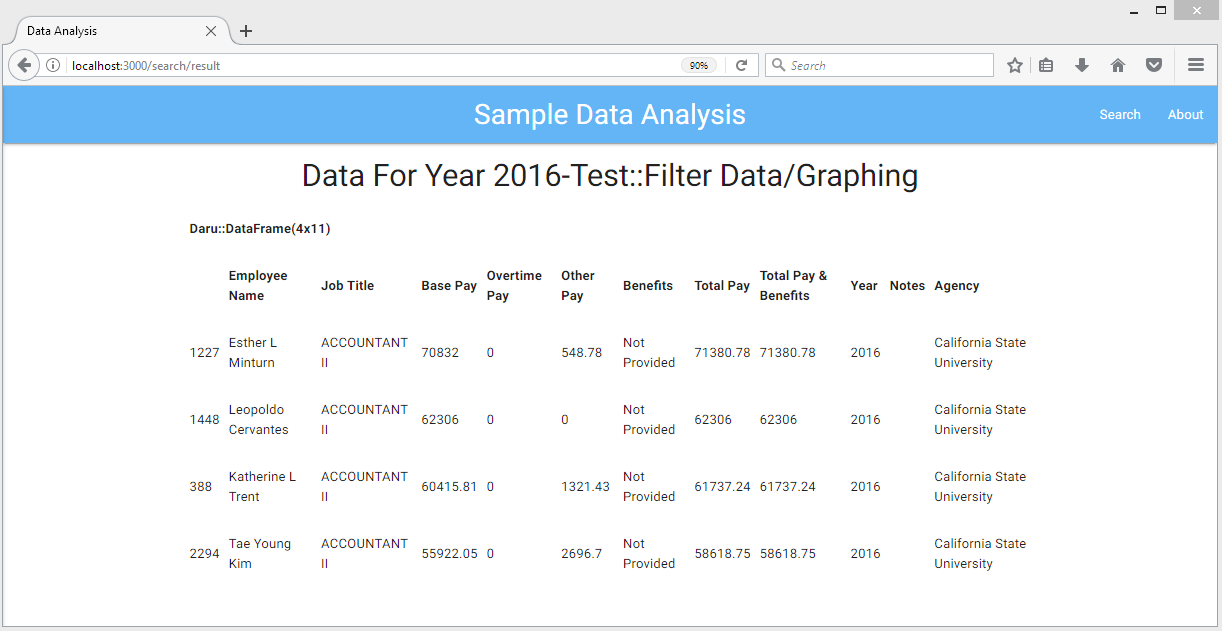 Data Analysis
localhost:3000/search/result
90%
Search
Sample Data Analysis
Search
About
Data For Year 2016-Test::Filter Data/Graphing
Daru::DataFrame(4x11)
Employee Name Job Title Base Pay Overtime Pay Other Pay Benefits Total Pay Total Pay & Benefits Year Notes Agency
1227 Esther L Minturn ACCOUNTANT II 70832 0 548.78 Not Provided 71380.78 71380.78 2016 California State University
1448 Leopoldo Cervantes ACCOUNTANT II 62306 0 0 Not Provided 62306 62306 2016 California State University
388 Katherine L Trent ACCOUNTANT II 60415.81 0 1321.43 Not Provided 61737.24 61737.24 2016 California State University
2294 Tae Young Kim ACCOUNTANT II 55922.05 0 2696.7 Not Provided 58618.75 58618.75 2016 California State University